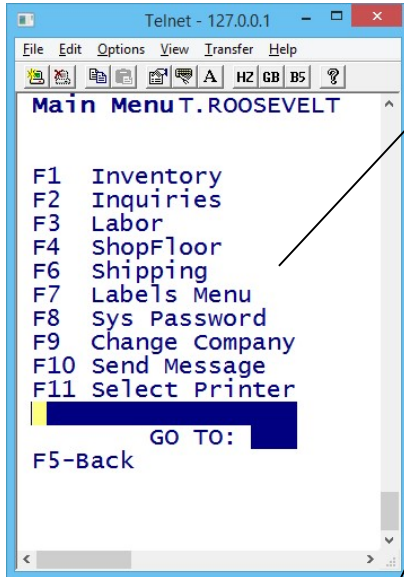 Telnet - 127.0.0.1
File Edit Options View Transfer Help
A HZ GB B5 ?
Main Menu T.ROOSEVELT
F1 Inventory
F2 Inquiries
F3 Labor
F4 ShopFloor
F6 Shipping
F7 Labels Menu
F8 Sys Password
F9 Change Company
F10 Send Message
F11 Select Printer
GO TO:
F5-Back